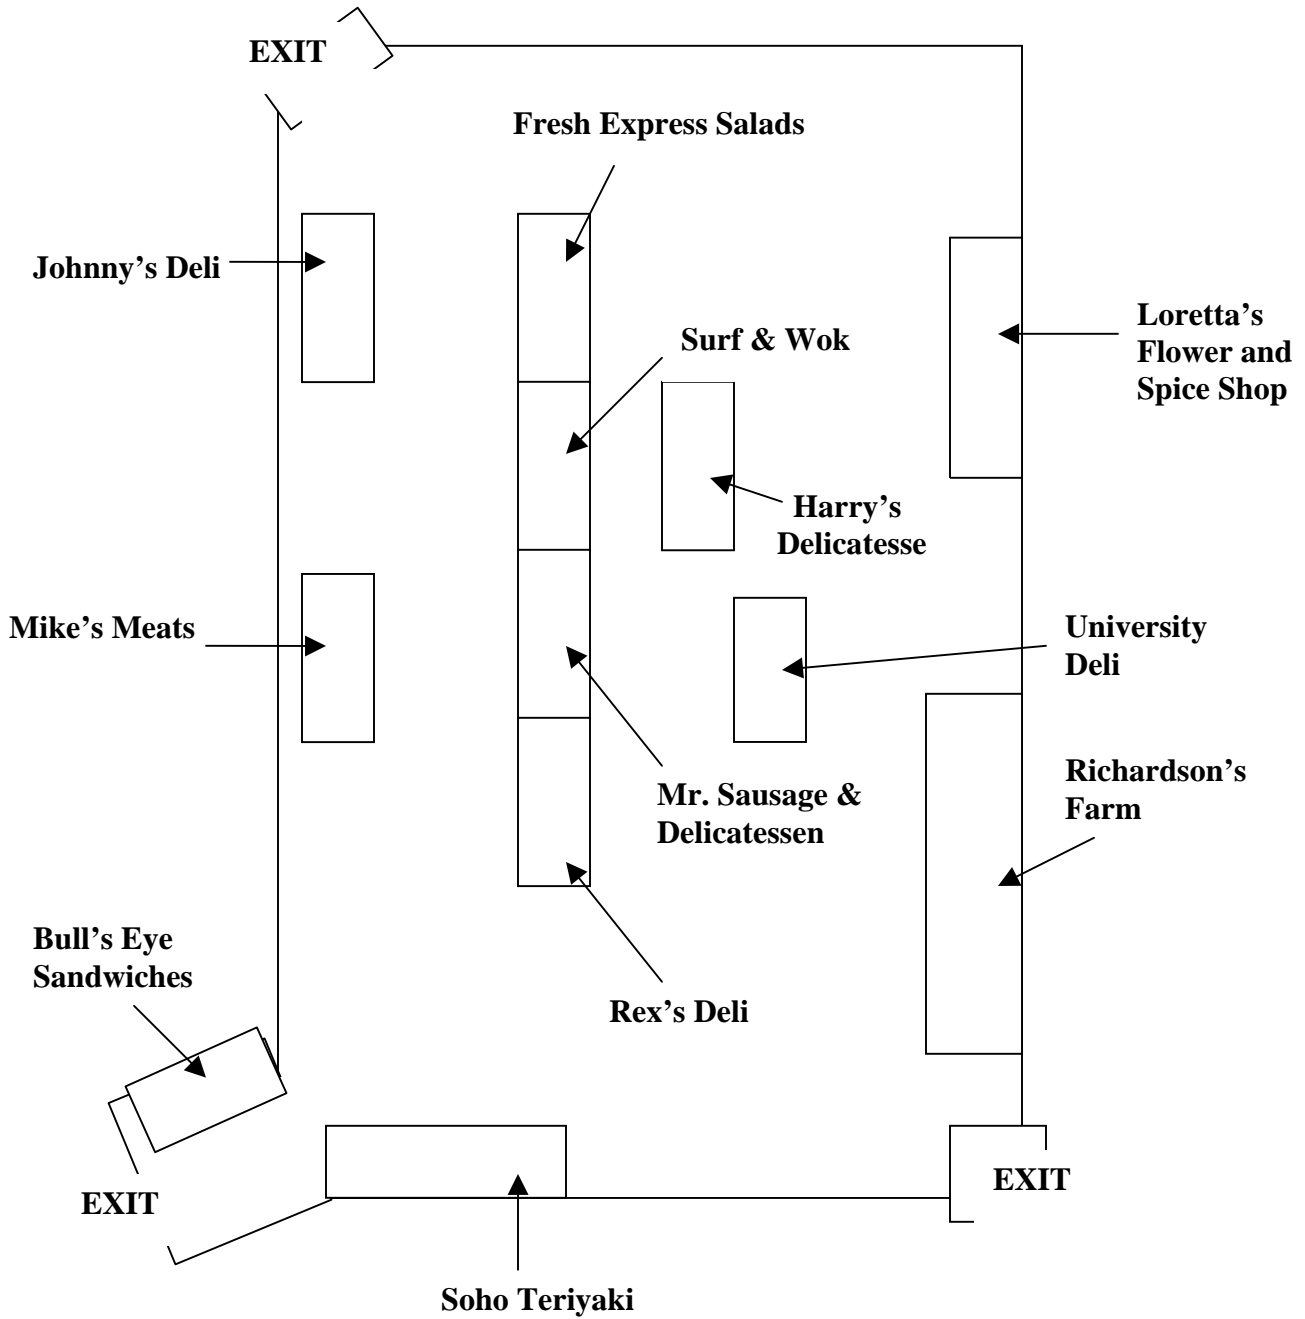 EXIT
Fresh Express Salads
Johnny’s Deli
Loretta’s
Flower and
Spice Shop
Surf & Wok
Harry’s
Delicatesse
Mike’s Meats
University
Deli
Richardson’s
Farm
Mr. Sausage &
Delicatessen
Bull’s Eye
Sandwiches
Rex’s Deli
EXIT
EXIT
Soho Teriyaki